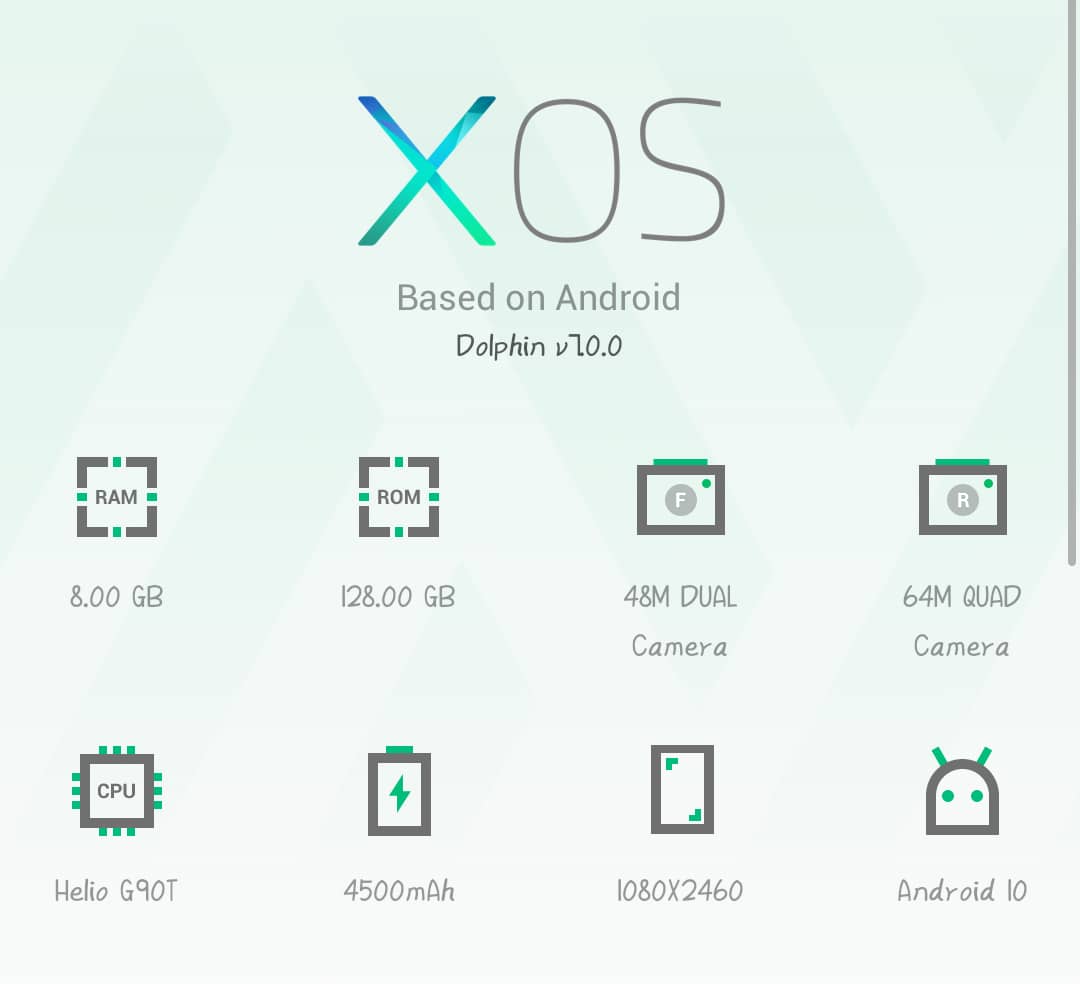 XOS
Based on Android
Dolphin v7.0.0
RAM
ROM
F
R
8.00 GB
128.00 GB
48M DUAL
Camera
64M QUAD
Camera
CPU
Helio G90T
4500mAh
1080X2460
Android 10